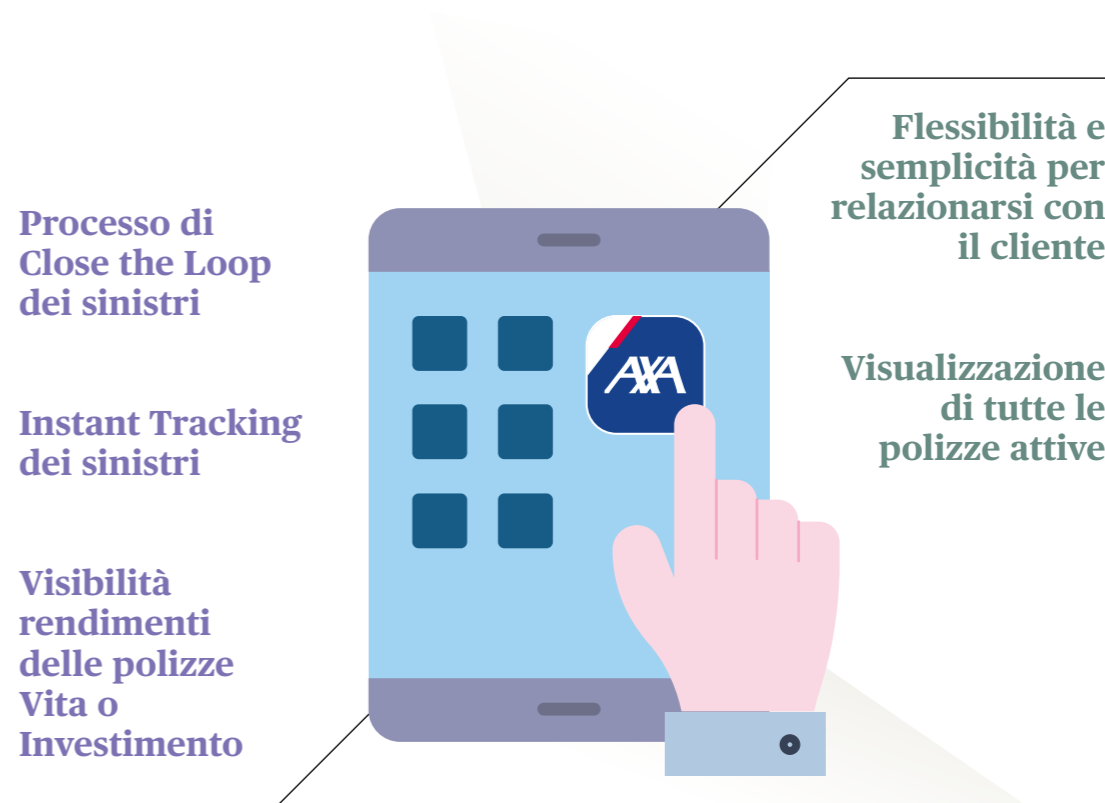 Processo di
Close the Loop
dei sinistri
Instant Tracking
dei sinistri
Visibilità
rendimenti
delle polizze
Vita o
Investimento
AXA
Flessibilità e
semplicità per
relazionarsi con
il cliente
Visualizzazione
di tutte le
polizze attive